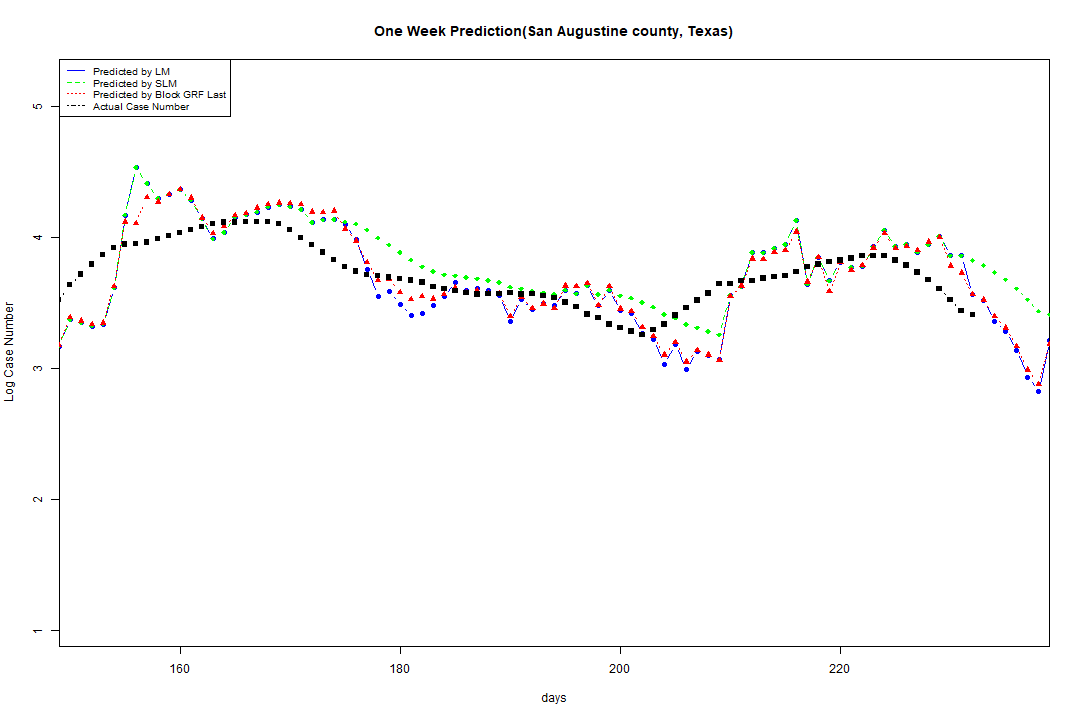 One Week Prediction(San Augustine county, Texas)
Predicted by LM
Predicted by SLM
Predicted by Block GRF Last
Actual Case Number
5
4
3
2
1
Log Case Number
160 180 200 220
days